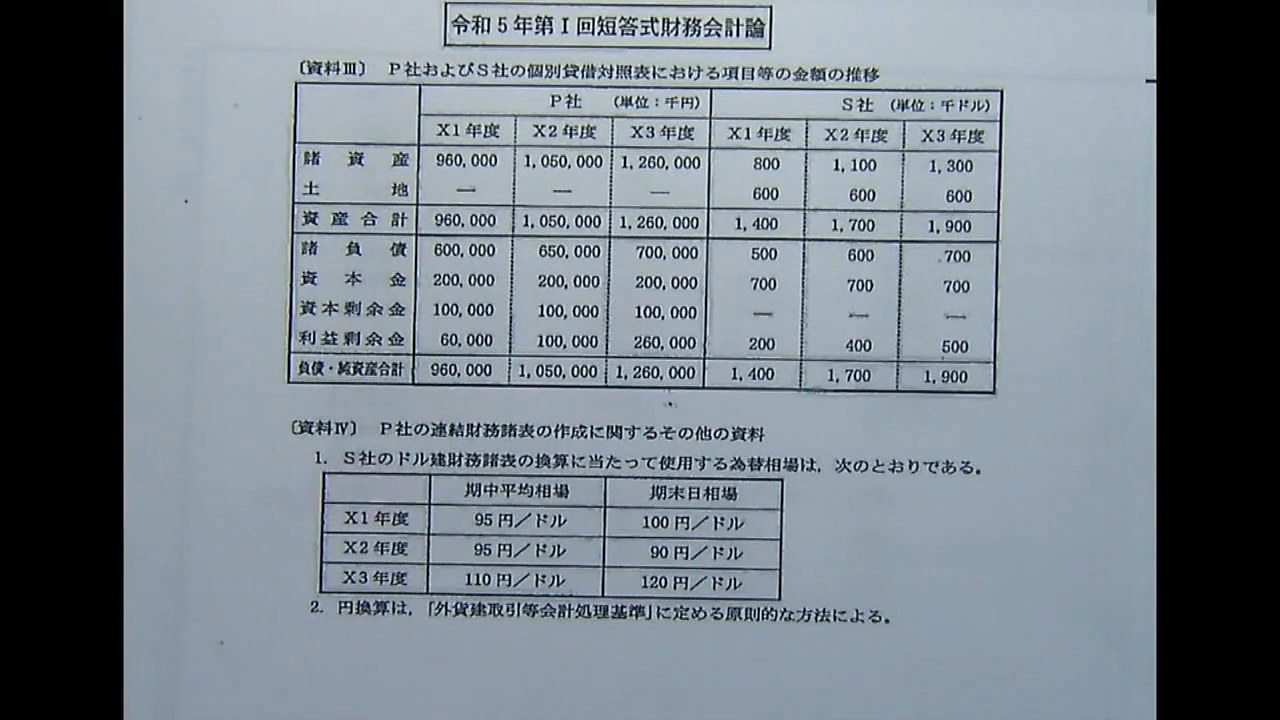 令和5年第Ⅰ回短答式財務会計論
〔資料Ⅲ〕 P社およびS社の個別貸借対照表における項目等の金額の推移
P社 (単位:千円) S社 (単位:千ドル)
X1年度 X2年度 X3年度 X1年度 X2年度 X3年度
諸資産 960,000 1,050,000 1,260,000 800 1,100 1,300
土地 — — — 600 600 600
資産合計 960,000 1,050,000 1,260,000 1,400 1,700 1,900
諸負債 600,000 650,000 700,000 500 600 700
資本金 200,000 200,000 200,000 700 700 700
資本剰余金 100,000 100,000 100,000 — — —
利益剰余金 60,000 100,000 260,000 200 400 500
負債・純資産合計 960,000 1,050,000 1,260,000 1,400 1,700 1,900
〔資料Ⅳ〕 P社の連結財務諸表の作成に関するその他の資料
1. S社のドル建財務諸表の換算に当たって使用する為替相場は,次のとおりである。
期中平均相場 期末日相場
X1年度 95円/ドル 100円/ドル
X2年度 95円/ドル 90円/ドル
X3年度 110円/ドル 120円/ドル
2. 円換算は,「外貨建取引等会計処理基準」に定める原則的な方法による。